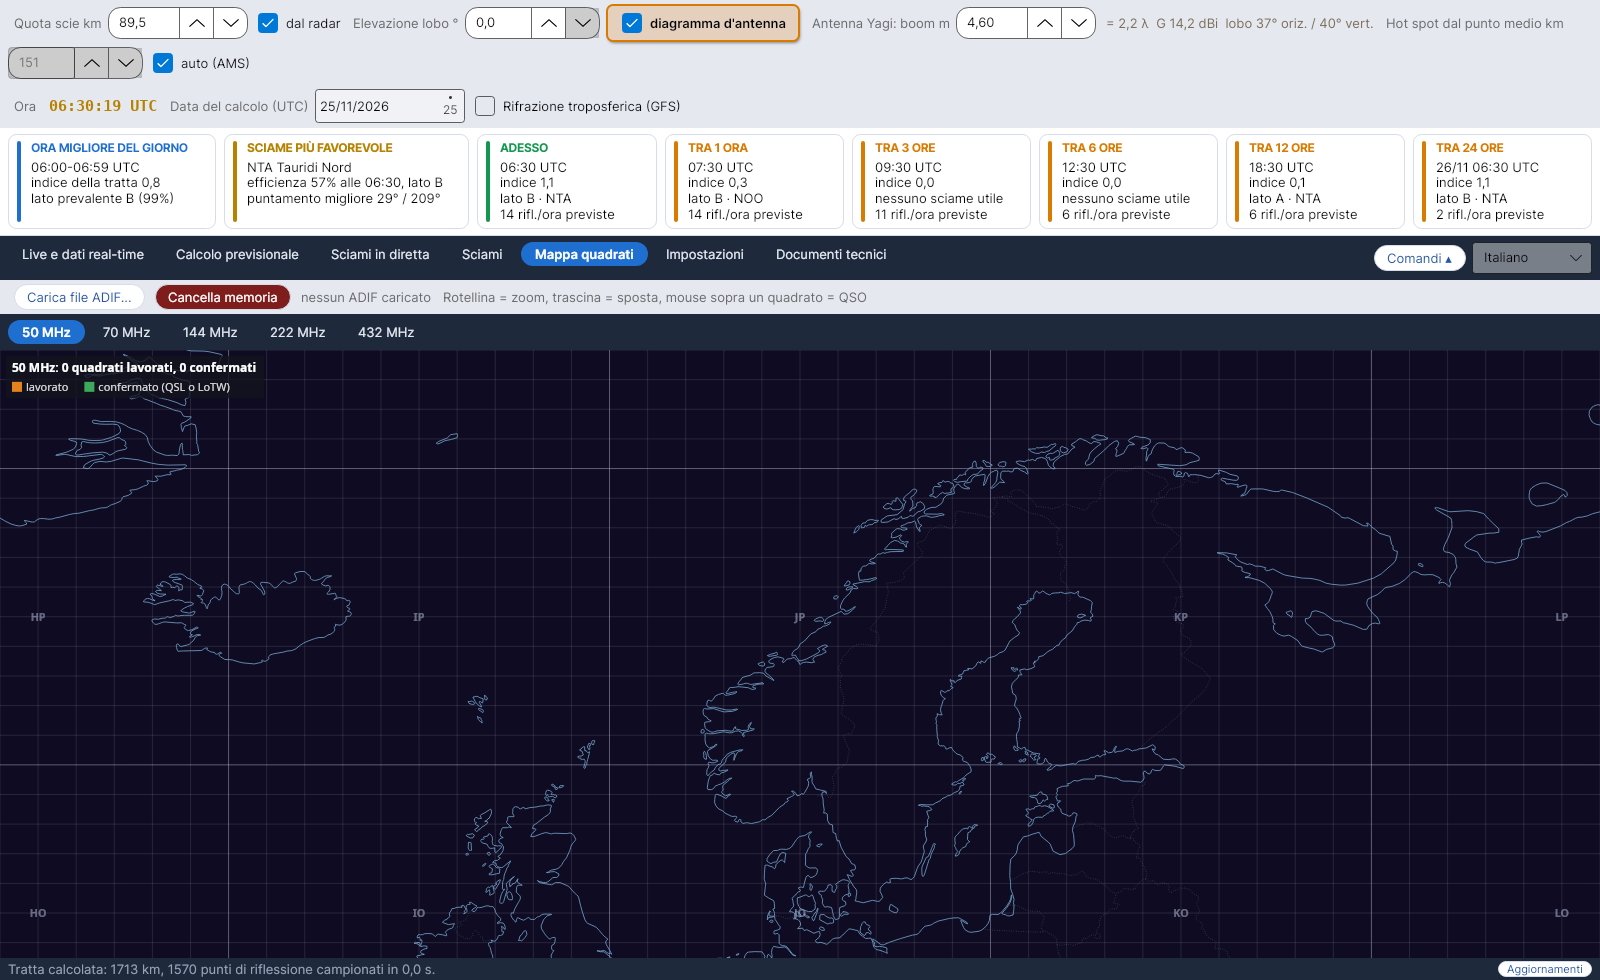 Quota scie km 89,5 dal radar Elevazione lobo ° 0,0 diagramma d'antenna Antenna Yagi: boom m 4,60 = 2,2 λ G 14,2 dBi lobo 37° oriz. / 40° vert. Hot spot dal punto medio km
151 auto (AMS)
Ora 06:30:19 UTC Data del calcolo (UTC) 25/11/2026 25 Rifrazione troposferica (GFS)
ORA MIGLIORE DEL GIORNO
06:00-06:59 UTC
indice della tratta 0,8
lato prevalente B (99%)
SCIAME PIÙ FAVOREVOLE
NTA Tauridi Nord
efficienza 57% alle 06:30, lato B
puntamento migliore 29° / 209°
ADESSO
06:30 UTC
indice 1,1
lato B · NTA
14 rifl./ora previste
TRA 1 ORA
07:30 UTC
indice 0,3
lato B · NOO
14 rifl./ora previste
TRA 3 ORE
09:30 UTC
indice 0,0
nessuno sciame utile
11 rifl./ora previste
TRA 6 ORE
12:30 UTC
indice 0,0
nessuno sciame utile
6 rifl./ora previste
TRA 12 ORE
18:30 UTC
indice 0,1
lato A · NTA
6 rifl./ora previste
TRA 24 ORE
26/11 06:30 UTC
indice 1,1
lato B · NTA
2 rifl./ora previste
Live e dati real-time Calcolo previsionale Sciami in diretta Sciami Mappa quadrati Impostazioni Documenti tecnici Comandi ▴ Italiano
Carica file ADIF... Cancella memoria nessun ADIF caricato Rotellina = zoom, trascina = sposta, mouse sopra un quadrato = QSO
50 MHz 70 MHz 144 MHz 222 MHz 432 MHz
50 MHz: 0 quadrati lavorati, 0 confermati
lavorato confermato (QSL o LoTW)
HP IP JP KP LP
HO IO JO KO LO
Tratta calcolata: 1713 km, 1570 punti di riflessione campionati in 0,0 s. Aggiornamenti